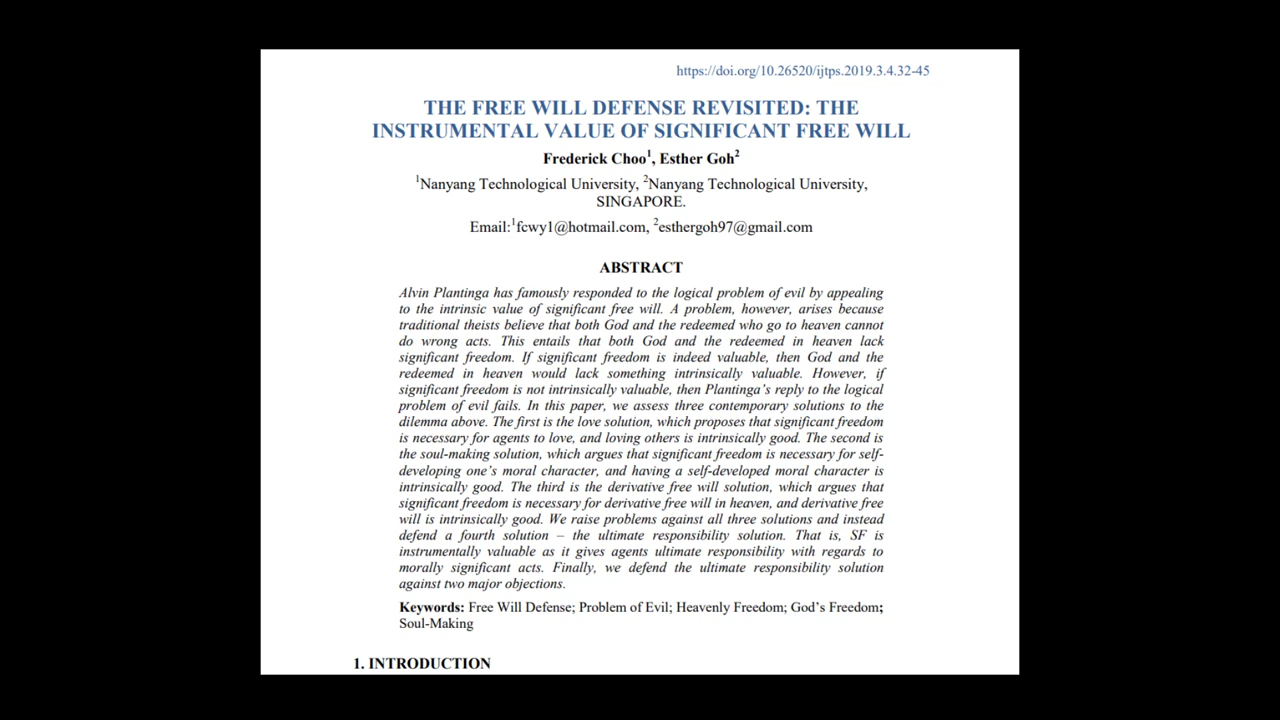 https://doi.org/10.26520/ijtps.2019.3.4.32-45
THE FREE WILL DEFENSE REVISITED: THE
INSTRUMENTAL VALUE OF SIGNIFICANT FREE WILL
Frederick Choo1, Esther Goh2
1Nanyang Technological University, 2Nanyang Technological University,
SINGAPORE.
Email:1fcwy1@hotmail.com, 2esthergoh97@gmail.com
ABSTRACT
Alvin Plantinga has famously responded to the logical problem of evil by appealing
to the intrinsic value of significant free will. A problem, however, arises because
traditional theists believe that both God and the redeemed who go to heaven cannot
do wrong acts. This entails that both God and the redeemed in heaven lack
significant freedom. If significant freedom is indeed valuable, then God and the
redeemed in heaven would lack something intrinsically valuable. However, if
significant freedom is not intrinsically valuable, then Plantinga's reply to the logical
problem of evil fails. In this paper, we assess three contemporary solutions to the
dilemma above. The first is the love solution, which proposes that significant freedom
is necessary for agents to love, and loving others is intrinsically good. The second is
the soul-making solution, which argues that significant freedom is necessary for self-
developing one's moral character, and having a self-developed moral character is
intrinsically good. The third is the derivative free will solution, which argues that
significant freedom is necessary for derivative free will in heaven, and derivative free
will is intrinsically good. We raise problems against all three solutions and instead
defend a fourth solution – the ultimate responsibility solution. That is, SF is
instrumentally valuable as it gives agents ultimate responsibility with regards to
morally significant acts. Finally, we defend the ultimate responsibility solution
against two major objections.
Keywords: Free Will Defense; Problem of Evil; Heavenly Freedom; God's Freedom;
Soul-Making
1. INTRODUCTION